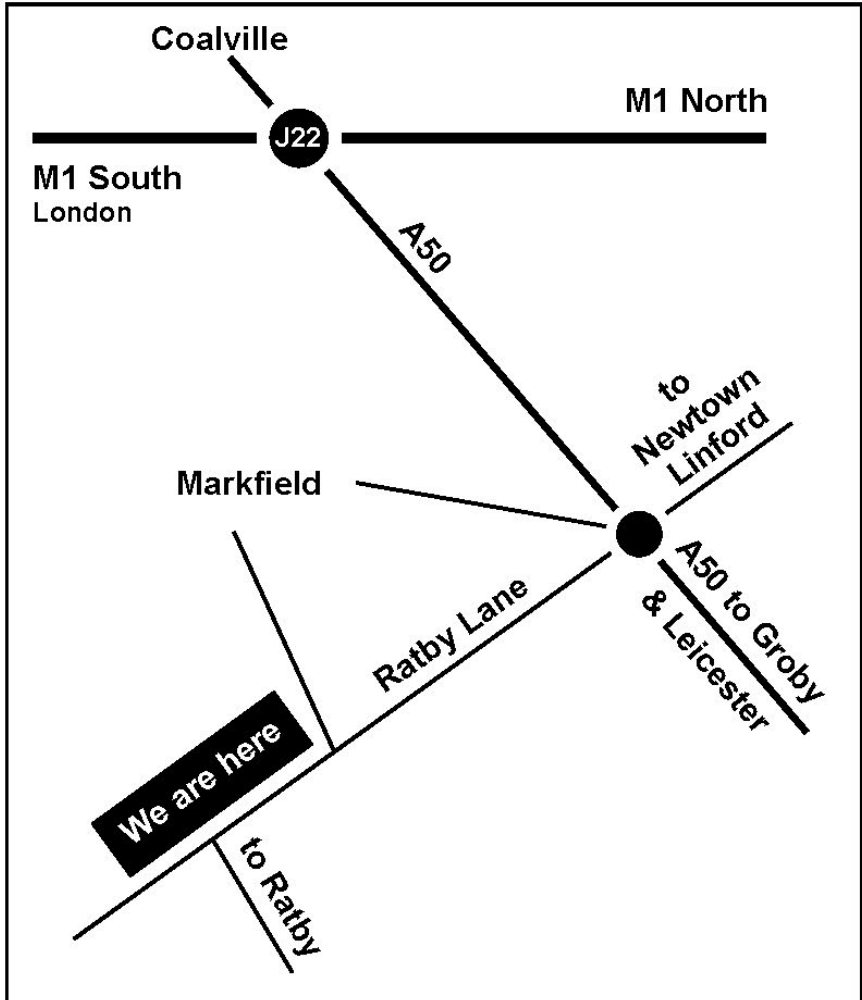 Coalville
M1 North
J22
M1 South
London
A50
to
Newtown
Linford
Markfield
A50 to Groby
& Leicester
Ratby Lane
We are here
to Ratby